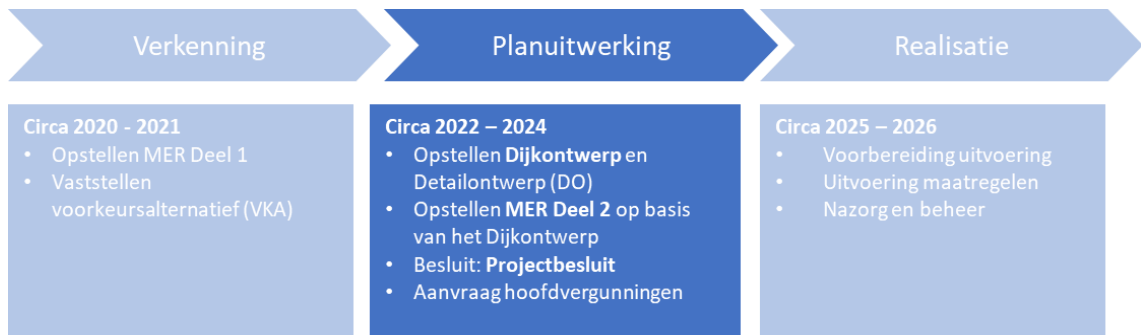 Verkenning
Planuitwerking
Realisatie
Circa 2020 - 2021
• Opstellen MER Deel 1
• Vaststellen
voorkeursalternatief (VKA)
Circa 2022 – 2024
• Opstellen Dijkontwerp en
Detailontwerp (DO)
• Opstellen MER Deel 2 op basis
van het Dijkontwerp
• Besluit: Projectbesluit
• Aanvraag hoofdvergunningen
Circa 2025 – 2026
• Voorbereiding uitvoering
• Uitvoering maatregelen
• Nazorg en beheer